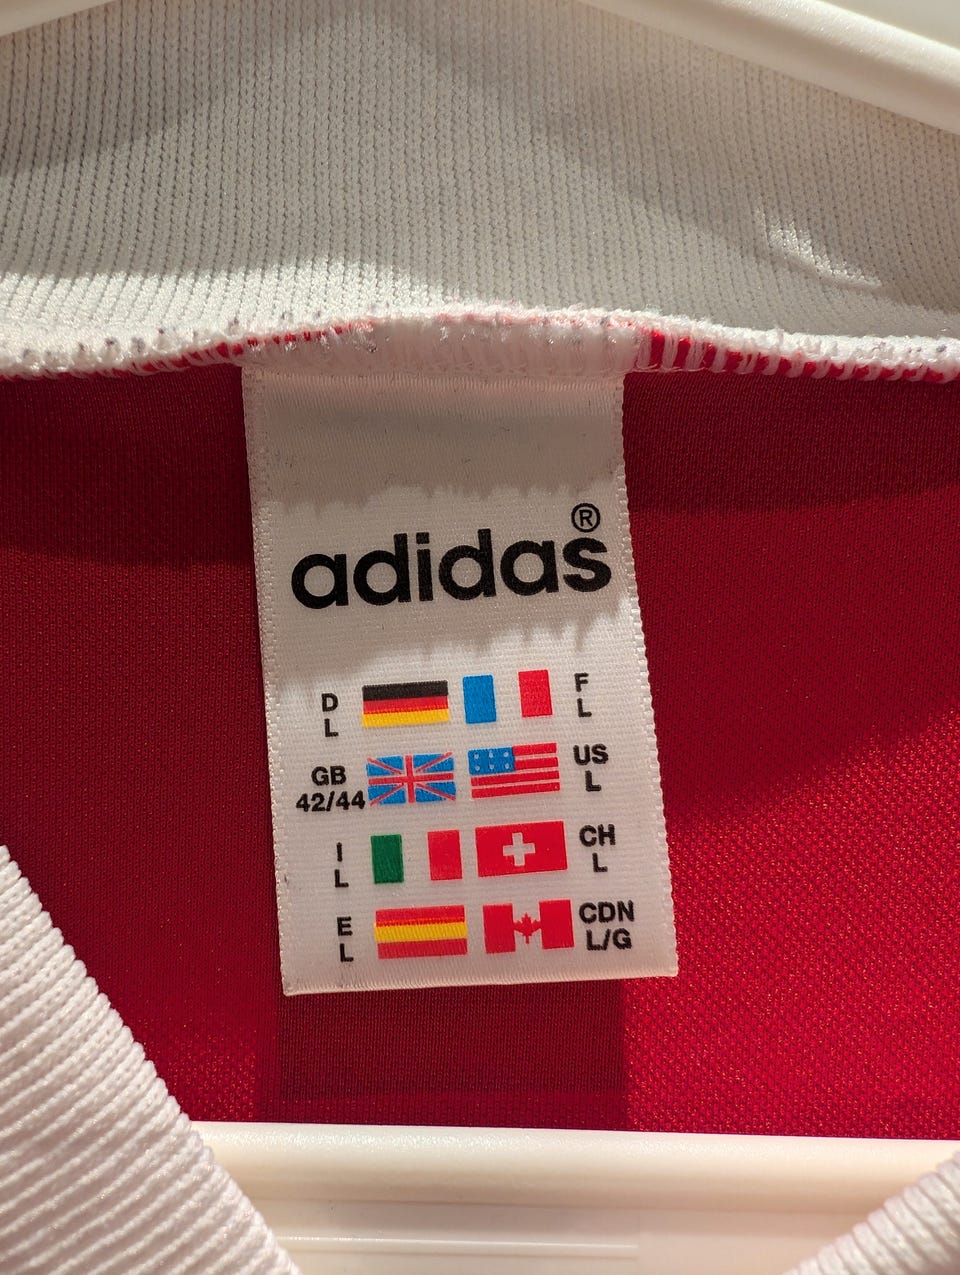 adidas®
D F
L L
GB US
42/44 L
I CH
L L
E CDN
L L/G